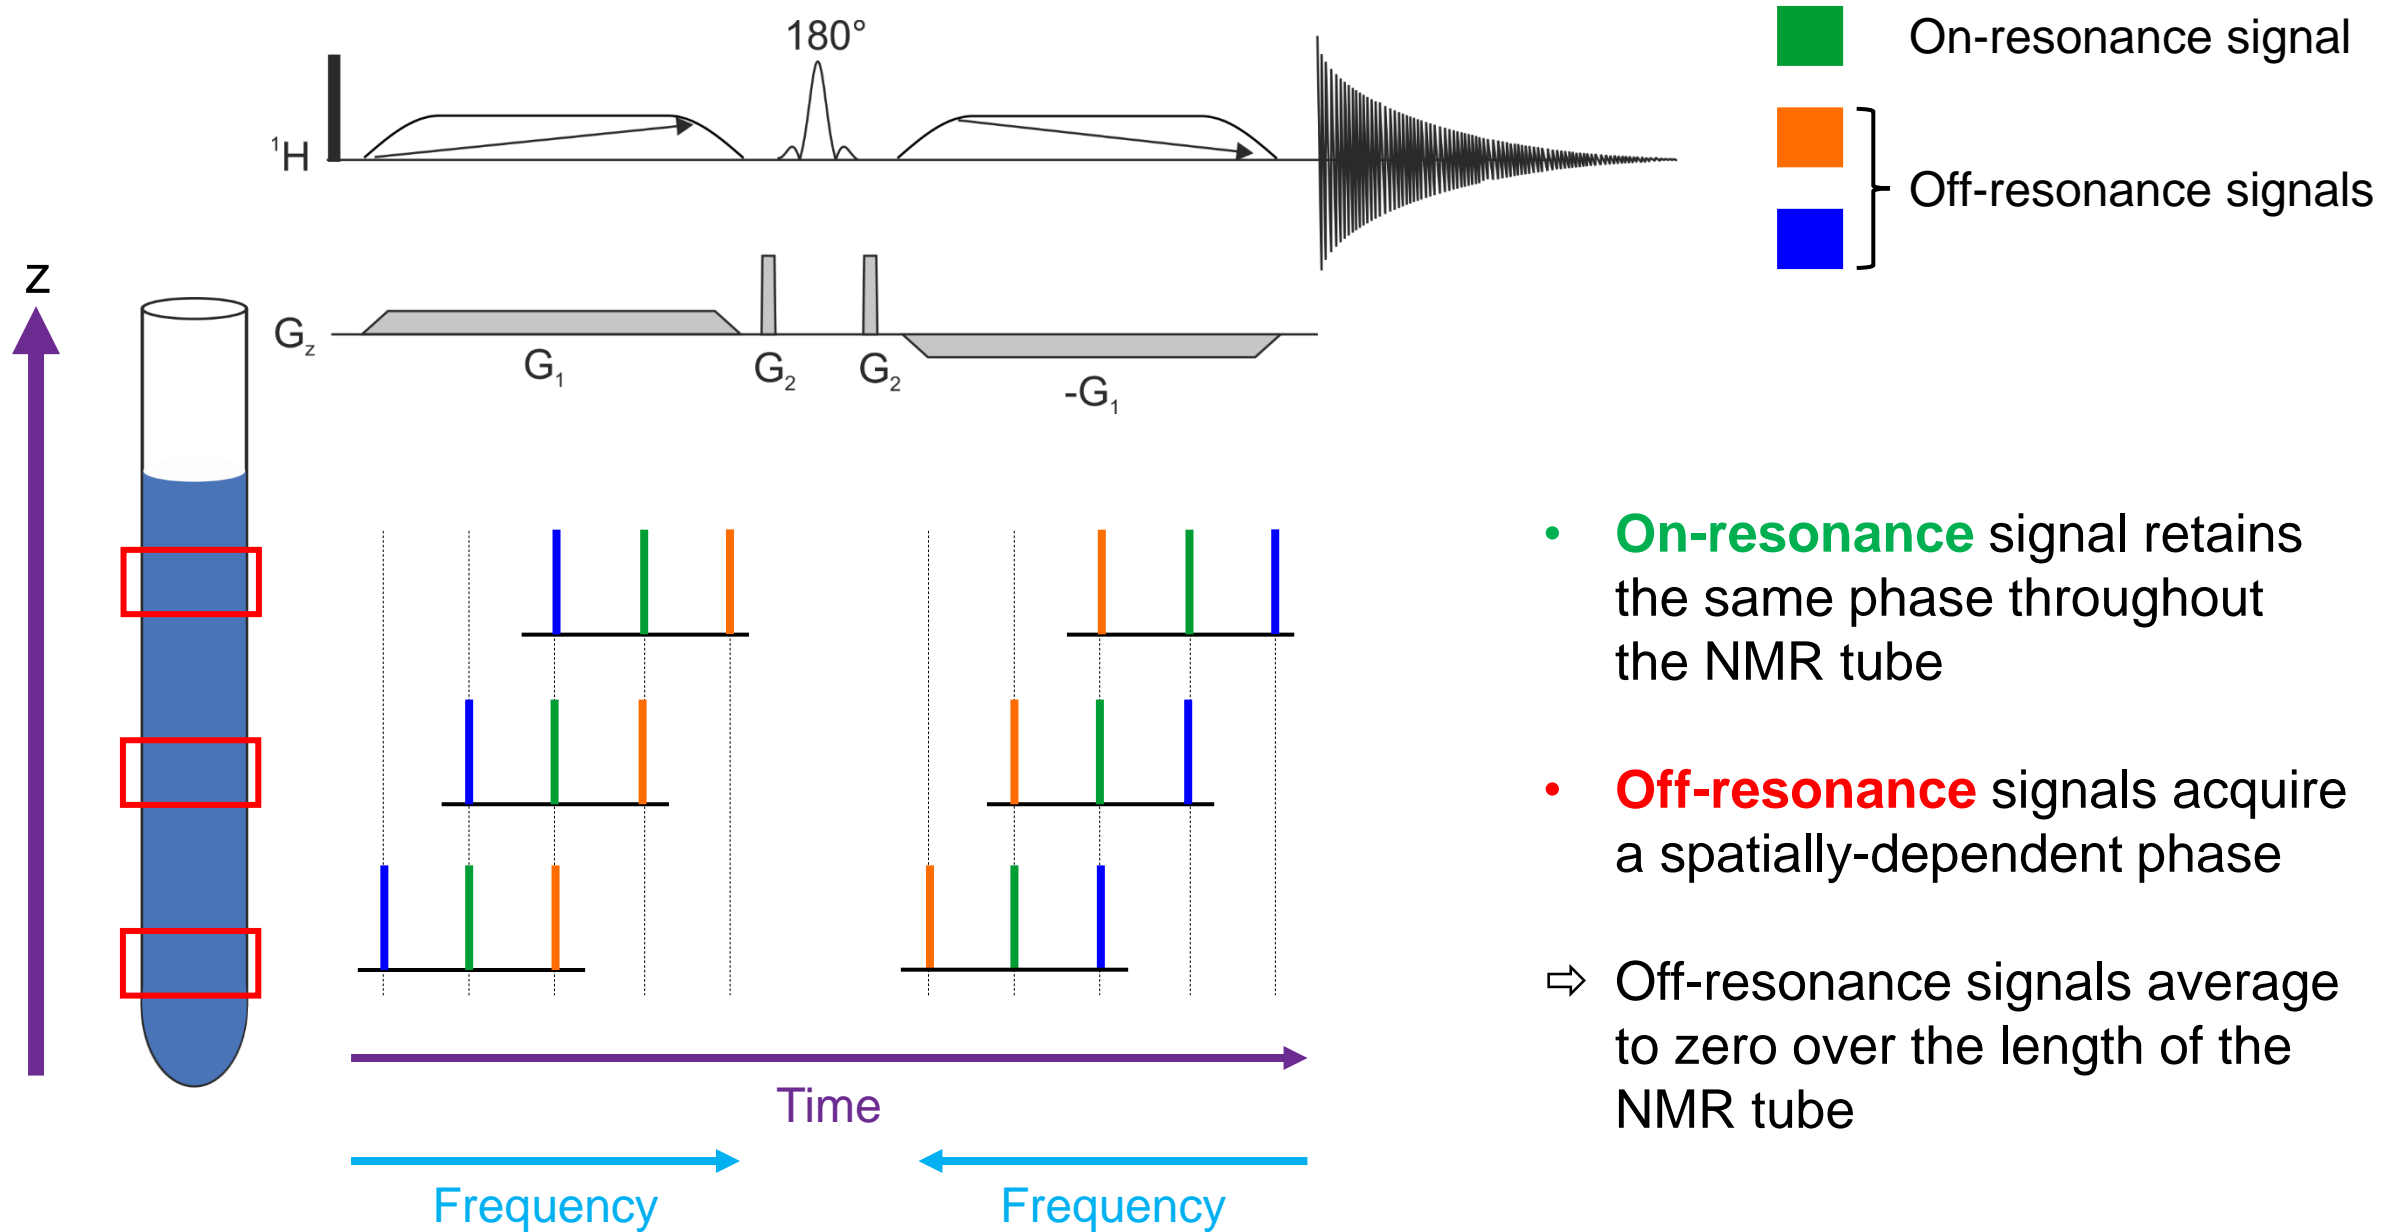 180°
On-resonance signal
¹H
Off-resonance signals
z
G₂
G₁
G₂
-G₁
• On-resonance signal retains
the same phase throughout
the NMR tube
• Off-resonance signals acquire
a spatially-dependent phase
⇨ Off-resonance signals average
to zero over the length of the
NMR tube
Time
Frequency
Frequency